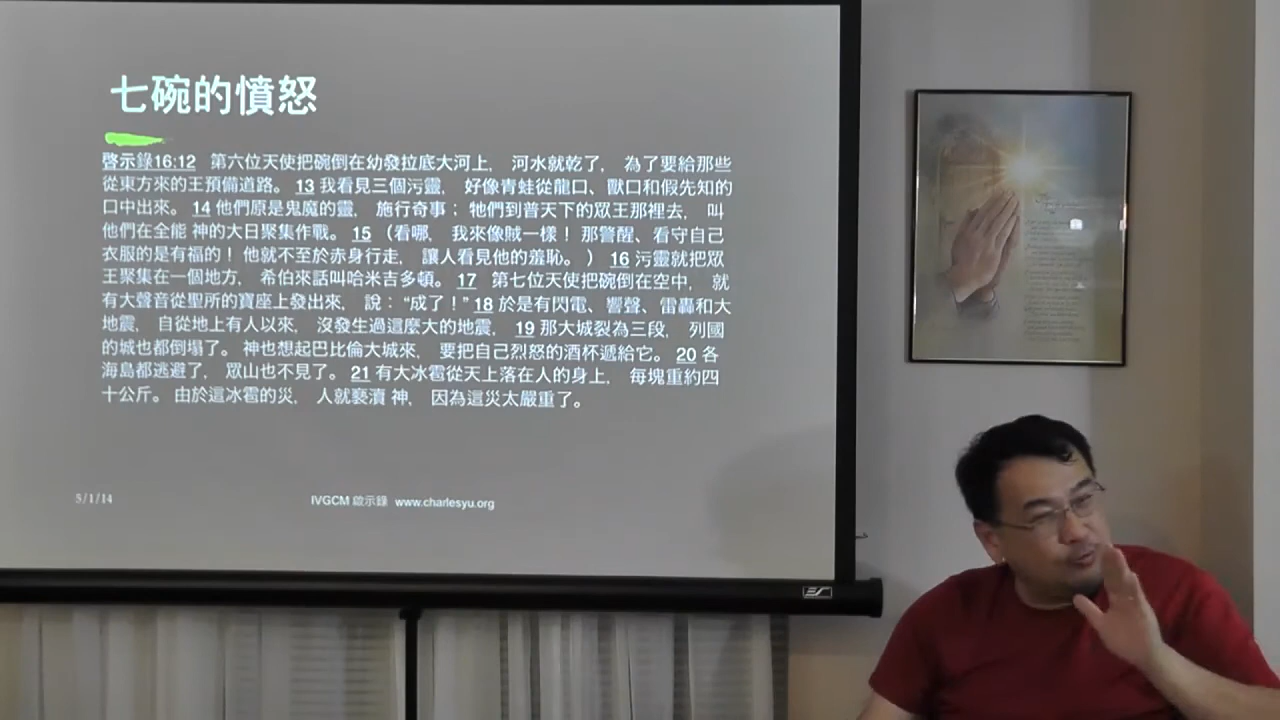 七碗的憤怒
啓示錄16:12 第六位天使把碗倒在幼發拉底大河上， 河水就乾了， 為了要給那些
從東方來的王預備道路。 13 我看見三個污靈， 好像青蛙從龍口、獸口和假先知的
口中出來。 14 他們原是鬼魔的靈， 施行奇事； 牠們到普天下的眾王那裡去， 叫
他們在全能 神的大日聚集作戰。 15 （看哪， 我來像賊一樣！ 那警醒、看守自己
衣服的是有福的！ 他就不至於赤身行走， 讓人看見他的羞恥。 ） 16 污靈就把眾
王聚集在一個地方， 希伯來話叫哈米吉多頓。 17 第七位天使把碗倒在空中， 就
有大聲音從聖所的寶座上發出來， 說： “成了！” 18 於是有閃電、響聲、雷轟和大
地震， 自從地上有人以來， 沒發生過這麼大的地震， 19 那大城裂為三段， 列國
的城也都倒塌了。 神也想起巴比倫大城來， 要把自己烈怒的酒杯遞給它。 20 各
海島都逃避了， 眾山也不見了。 21 有大冰雹從天上落在人的身上， 每塊重約四
十公斤。 由於這冰雹的災， 人就褻瀆 神， 因為這災太嚴重了。
5/1/14
IVGCM 啟示錄 www.charlesyu.org